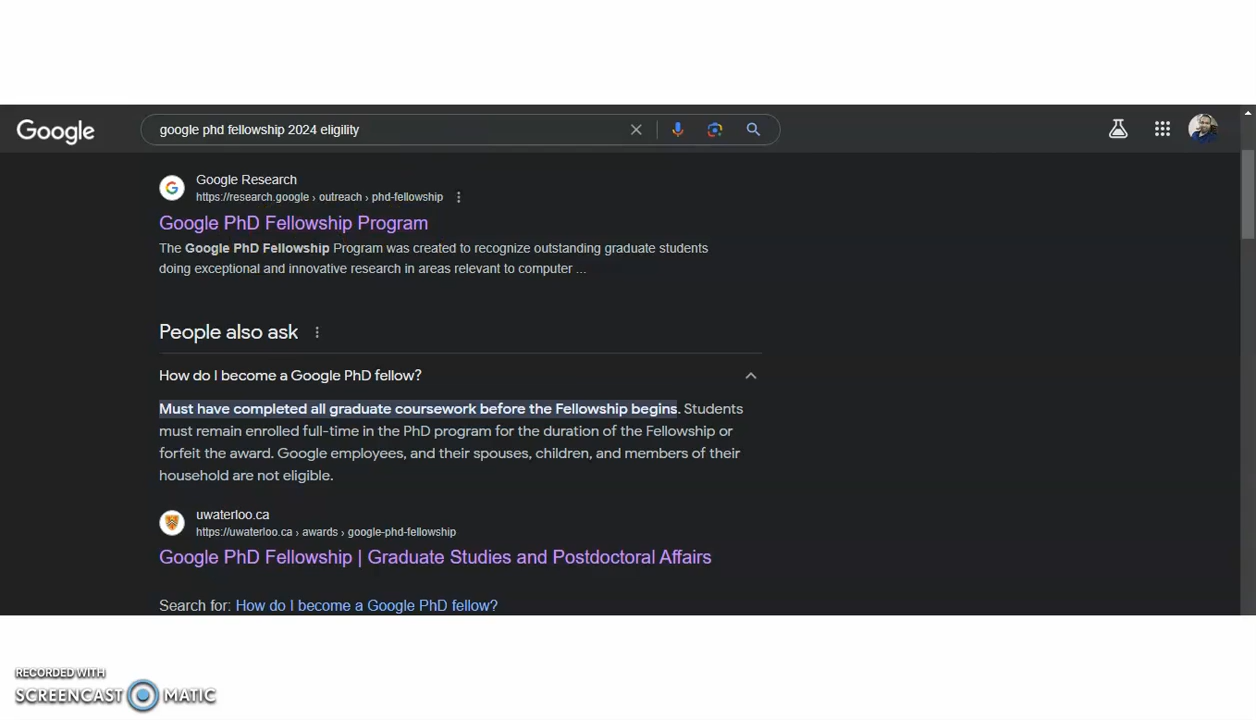 Google
google phd fellowship 2024 eligility
Google Research
https://research.google › outreach › phd-fellowship
Google PhD Fellowship Program
The Google PhD Fellowship Program was created to recognize outstanding graduate students
doing exceptional and innovative research in areas relevant to computer ...
People also ask
How do I become a Google PhD fellow?
Must have completed all graduate coursework before the Fellowship begins. Students
must remain enrolled full-time in the PhD program for the duration of the Fellowship or
forfeit the award. Google employees, and their spouses, children, and members of their
household are not eligible.
uwaterloo.ca
https://uwaterloo.ca › awards › google-phd-fellowship
Google PhD Fellowship | Graduate Studies and Postdoctoral Affairs
Search for: How do I become a Google PhD fellow?
RECORDED WITH
SCREENCAST MATIC